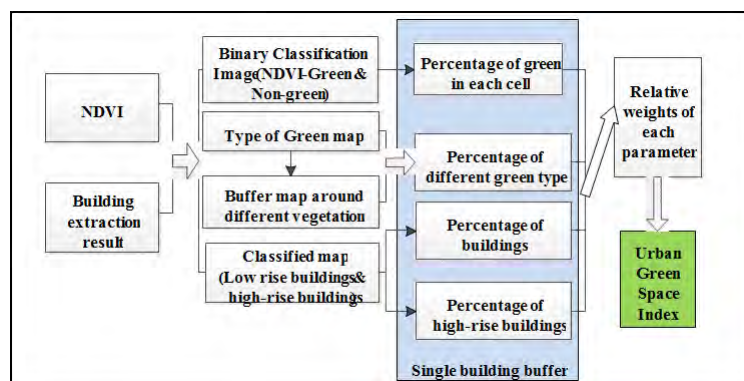 NDVI
Building
extraction
result
Binary Classification
Image(NDVI-Green &
Non-green)
Type of Green map
Buffer map around
different vegetation
Classified map
(Low rise buildings&
high-rise buildings)
Percentage of green
in each cell
Percentage of
different green type
Percentage of
buildings
Percentage of
high-rise buildings
Single building buffer
Relative
weights of
each
parameter
Urban
Green
Space
Index